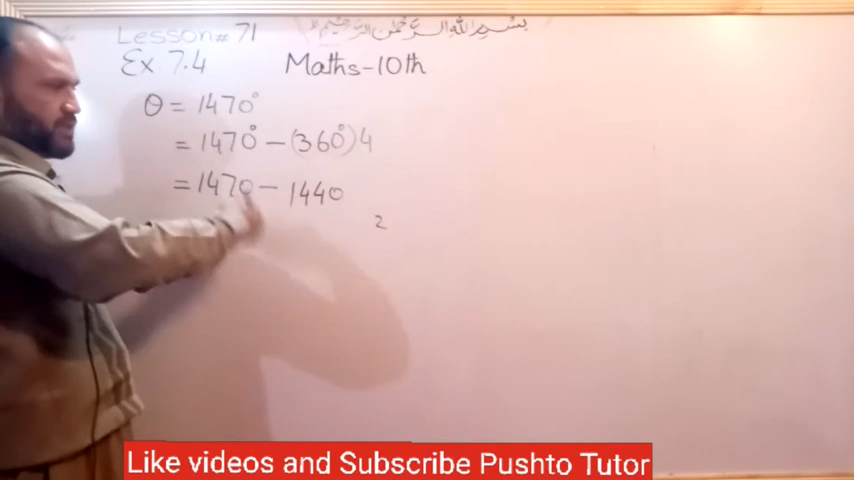 Lesson# 71
بسم الله الرحمن الرحيم
Ex 7.4 Maths-10th
θ = 1470°
= 1470° - (360°)4
= 1470 - 1440
2
Like videos and Subscribe Pushto Tutor